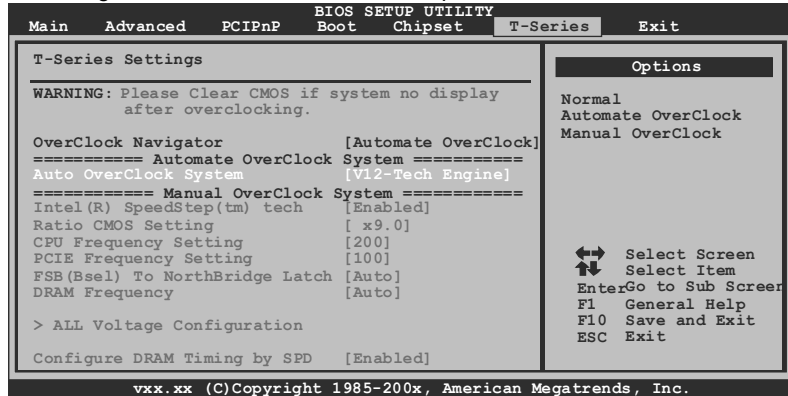 BIOS SETUP UTILITY
Main Advanced PCIPnP Boot Chipset T-Series Exit
T-Series Settings
WARNING: Please Clear CMOS if system no display
after overclocking.
OverClock Navigator [Automate OverClock]
=========== Automate OverClock System ===========
Auto OverClock System [V12-Tech Engine]
============ Manual OverClock System ============
Intel(R) SpeedStep(tm) tech [Enabled]
Ratio CMOS Setting [ x9.0]
CPU Frequency Setting [200]
PCIE Frequency Setting [100]
FSB(Bsel) To NorthBridge Latch [Auto]
DRAM Frequency [Auto]
> ALL Voltage Configuration
Configure DRAM Timing by SPD [Enabled]
Options
Normal
Automate OverClock
Manual OverClock
Select Screen
Select Item
Enter Go to Sub Screen
F1 General Help
F10 Save and Exit
ESC Exit
vxx.xx (C)Copyright 1985-200x, American Megatrends, Inc.